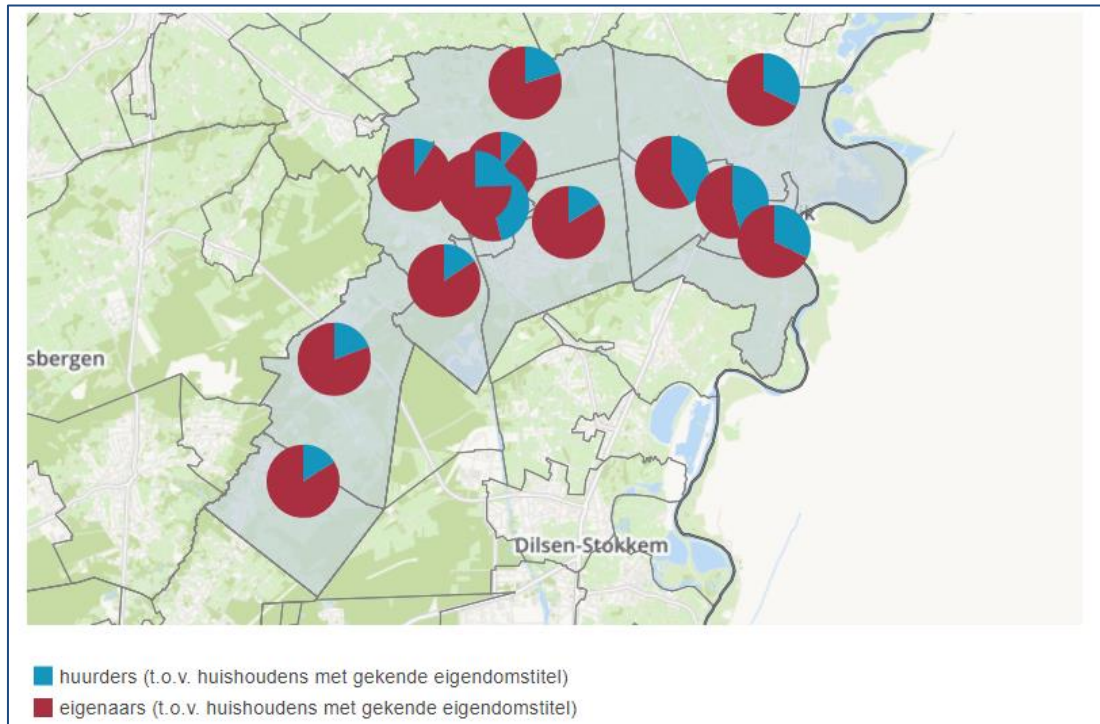 sbergen
k
Dilsen-Stokkem
huurders (t.o.v. huishoudens met gekende eigendomstitel)
eigenaars (t.o.v. huishoudens met gekende eigendomstitel)